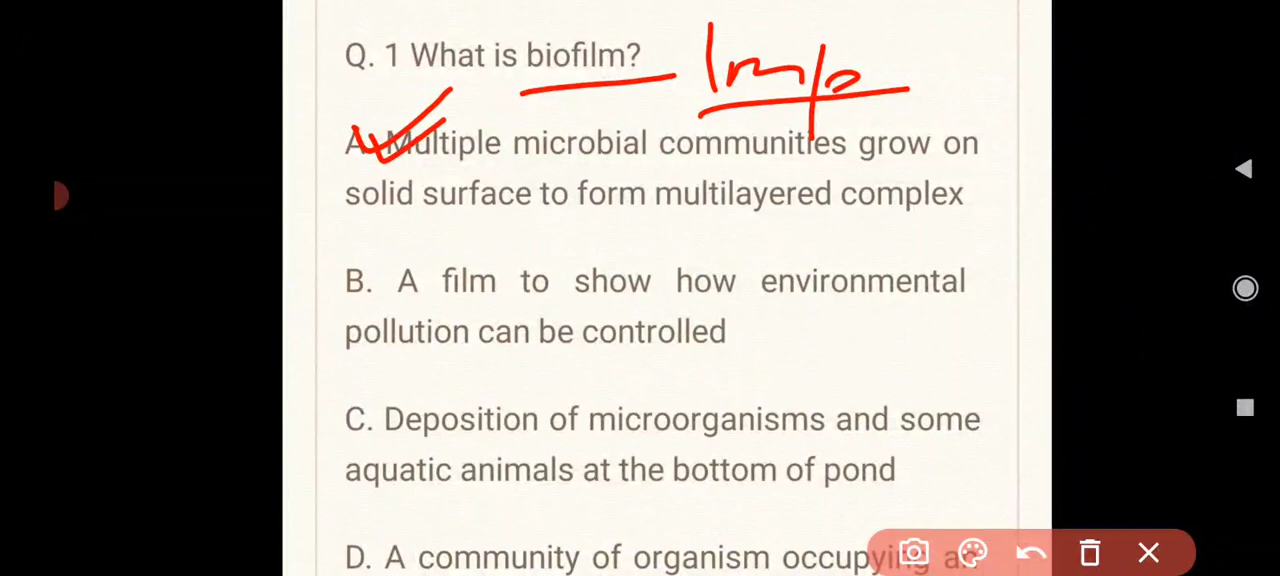 Q. 1 What is biofilm? Imp
A. Multiple microbial communities grow on
solid surface to form multilayered complex
B. A film to show how environmental
pollution can be controlled
C. Deposition of microorganisms and some
aquatic animals at the bottom of pond
D. A community of organism occupying an